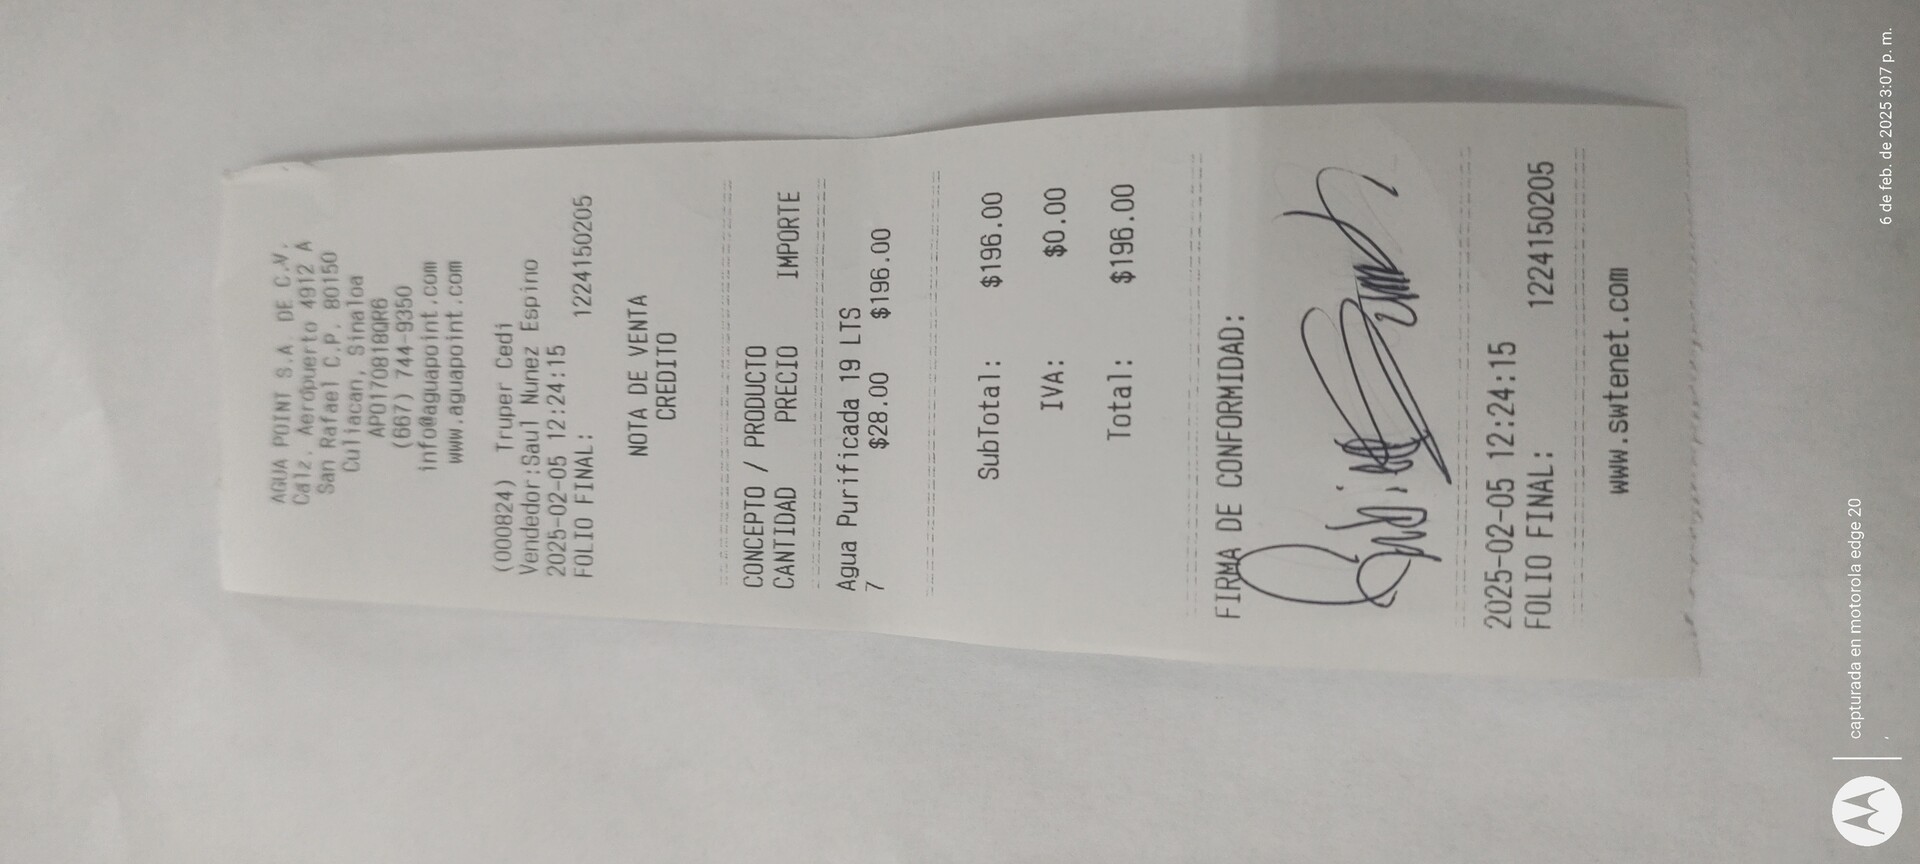 AGUA POINT S.A. DE C.V.
Calz. Aeropuerto 4912 A
San Rafael C.P. 80150
Culiacan, Sinaloa
APO170818QR6
(667) 744-9350
info@aguapoint.com
www.aguapoint.com
(000824) Truper Cedi
Vendedor:Saul Nunez Espino
2025-02-05 12:24:15
FOLIO FINAL: 1224150205
NOTA DE VENTA
CREDITO
CONCEPTO / PRODUCTO
CANTIDAD PRECIO IMPORTE
Agua Purificada 19 LTS
7 $28.00 $196.00
SubTotal: $196.00
IVA: $0.00
Total: $196.00
FIRMA DE CONFORMIDAD:
2025-02-05 12:24:15
FOLIO FINAL: 1224150205
www.swtenet.com
capturada en motorola edge 20
6 de feb. de 2025 3:07 p. m.